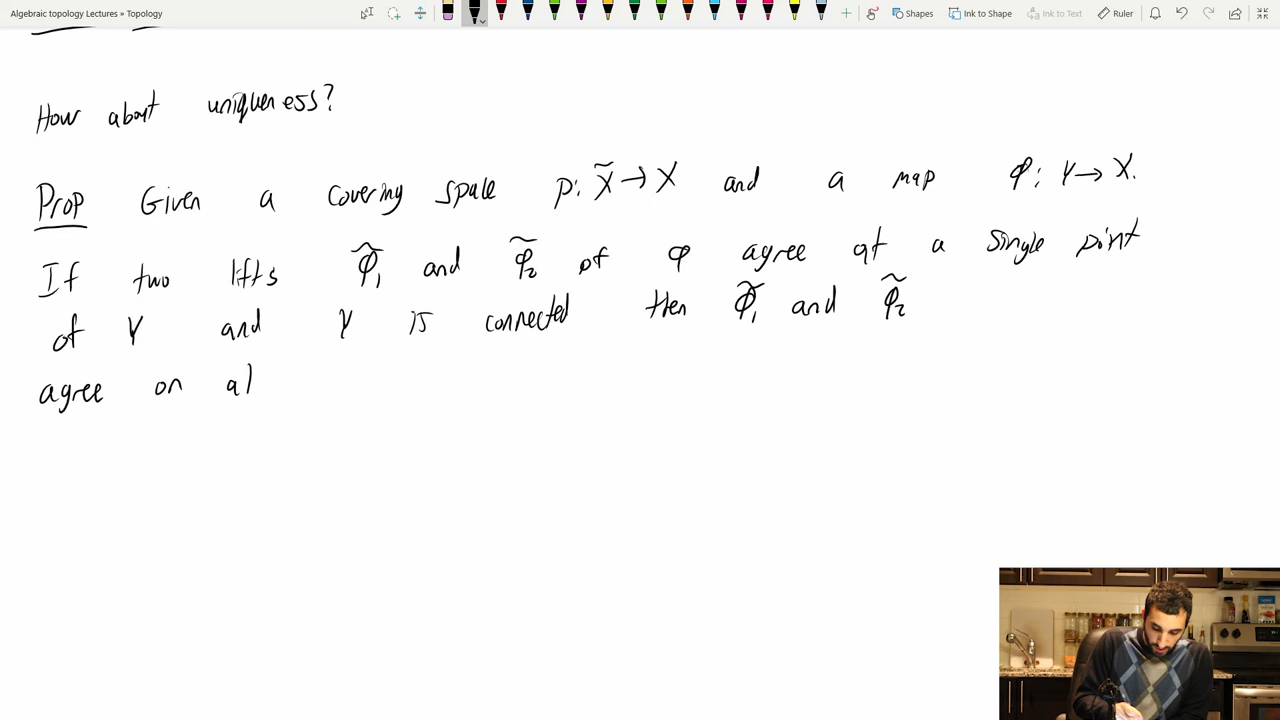 Algebraic topology Lectures » Topology
Shapes Ink to Shape Ink to Text Ruler
How about uniqueness?
Prop Given a covering space p: X̃ → X and a map φ: Y → X.
If two lifts φ̃₁ and φ̃₂ of φ agree at a single point
of Y and Y is connected then φ̃₁ and φ̃₂
agree on al